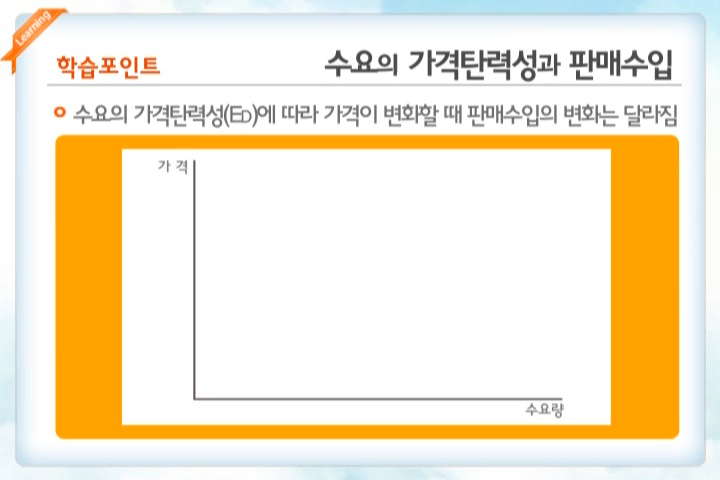 Learning
학습포인트
수요의 가격탄력성과 판매수입
수요의 가격탄력성(ED)에 따라 가격이 변화할 때 판매수입의 변화는 달라짐
가 격
수요량